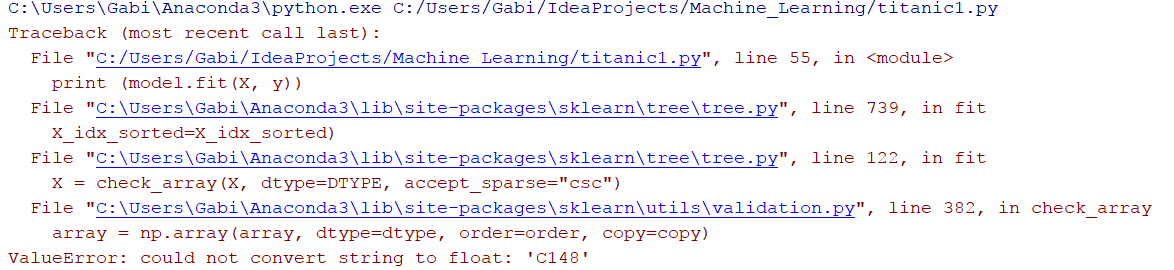 C:\Users\Gabi\Anaconda3\python.exe C:/Users/Gabi/IdeaProjects/Machine_Learning/titanic1.py
Traceback (most recent call last):
  File "C:/Users/Gabi/IdeaProjects/Machine_Learning/titanic1.py", line 55, in <module>
    print (model.fit(X, y))
  File "C:\Users\Gabi\Anaconda3\lib\site-packages\sklearn\tree\tree.py", line 739, in fit
    X_idx_sorted=X_idx_sorted)
  File "C:\Users\Gabi\Anaconda3\lib\site-packages\sklearn\tree\tree.py", line 122, in fit
    X = check_array(X, dtype=DTYPE, accept_sparse="csc")
  File "C:\Users\Gabi\Anaconda3\lib\site-packages\sklearn\utils\validation.py", line 382, in check_array
    array = np.array(array, dtype=dtype, order=order, copy=copy)
ValueError: could not convert string to float: 'C148'